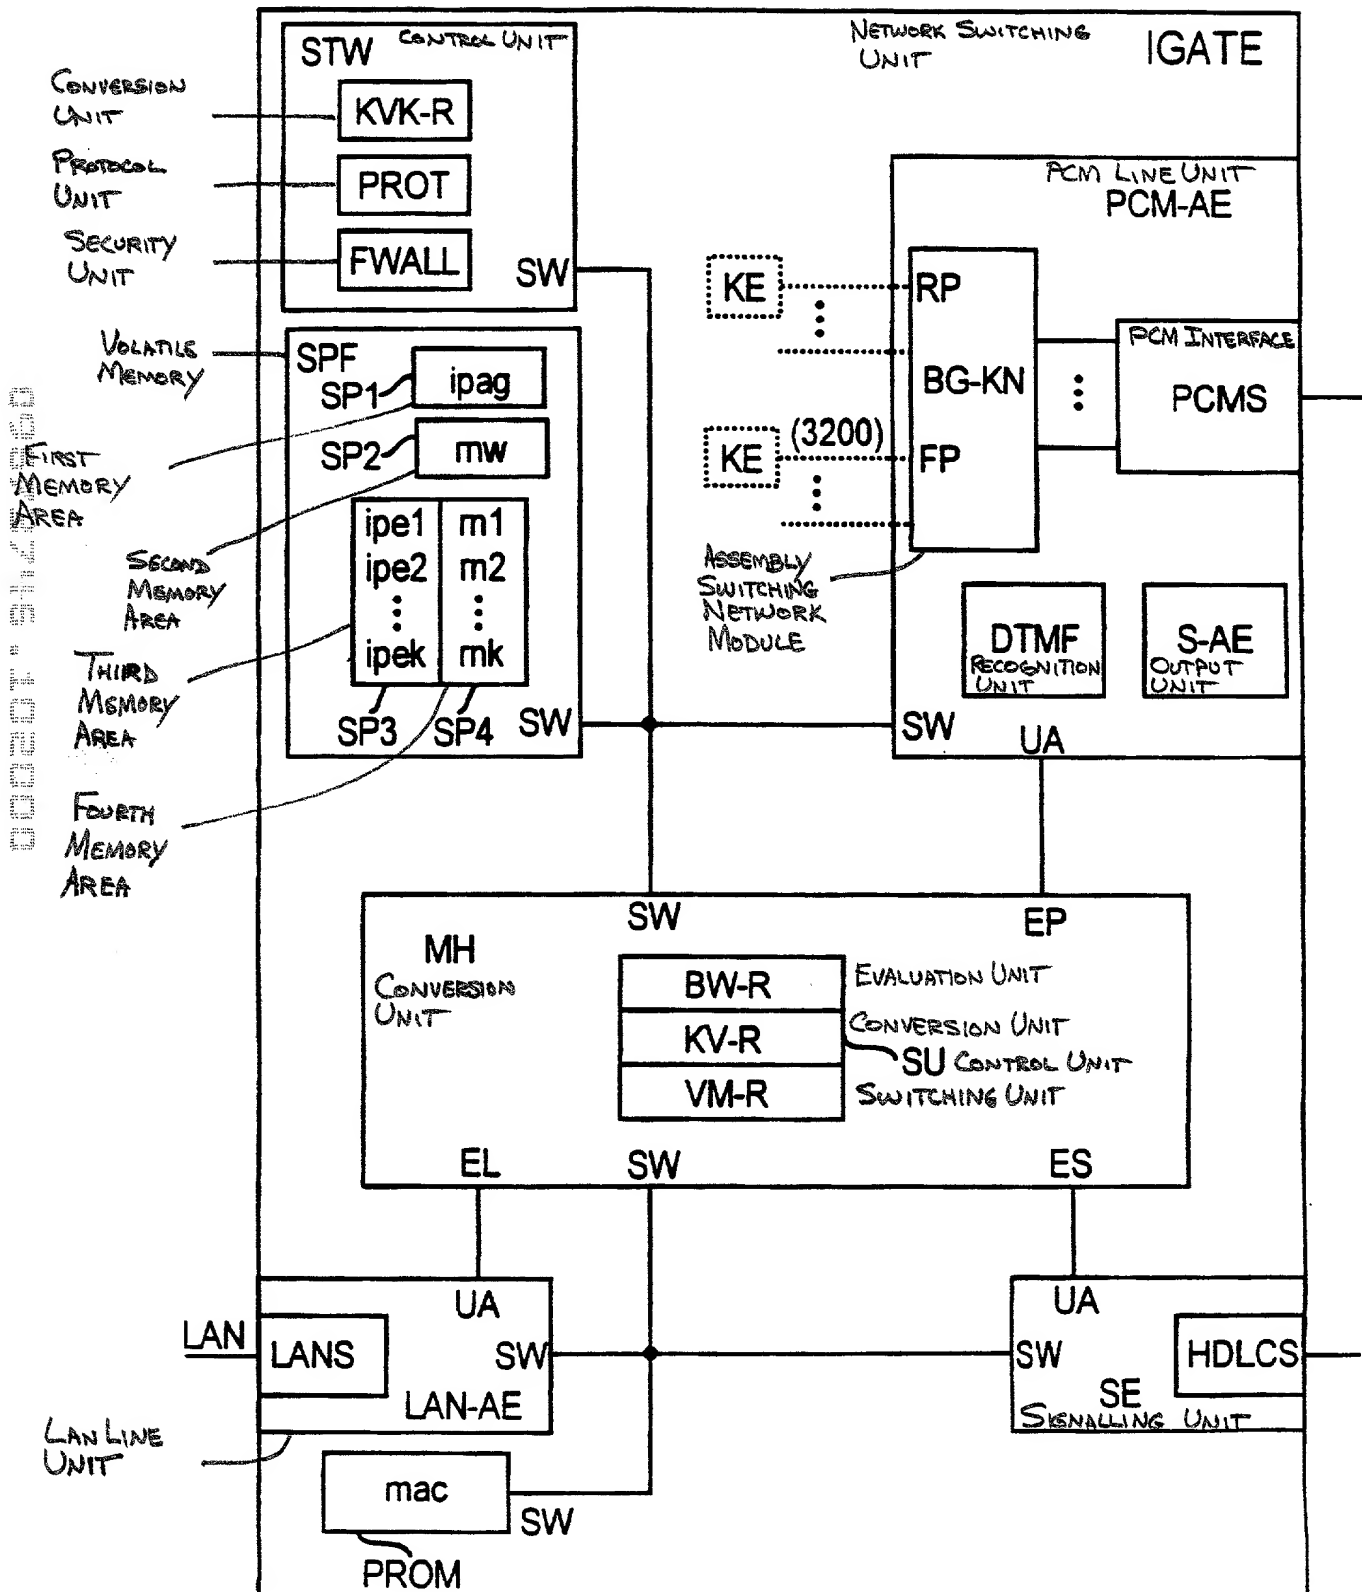 STW
CONTROL UNIT
NETWORK SWITCHING
UNIT
IGATE
CONVERSION
UNIT
KVK-R
PROTOCOL
UNIT
PROT
SECURITY
UNIT
FWALL
SW
PCM LINE UNIT
PCM-AE
KE
RP
BG-KN
PCM INTERFACE
PCMS
KE
(3200)
FP
VOLATILE
MEMORY
SPF
SP1
ipag
SP2
mw
FIRST
MEMORY
AREA
ipe1
m1
ipe2
m2
ipek
mk
SECOND
MEMORY
AREA
THIRD
MEMORY
AREA
SP3
SP4
SW
ASSEMBLY
SWITCHING
NETWORK
MODULE
DTMF
RECOGNITION
UNIT
S-AE
OUTPUT
UNIT
SW
UA
FOURTH
MEMORY
AREA
SW
EP
MH
CONVERSION
UNIT
BW-R
EVALUATION UNIT
KV-R
CONVERSION UNIT
SU CONTROL UNIT
VM-R
SWITCHING UNIT
EL
SW
ES
UA
UA
LAN
LANS
SW
LAN-AE
SW
HDLCS
SE
SIGNALLING UNIT
LAN LINE
UNIT
mac
SW
PROM